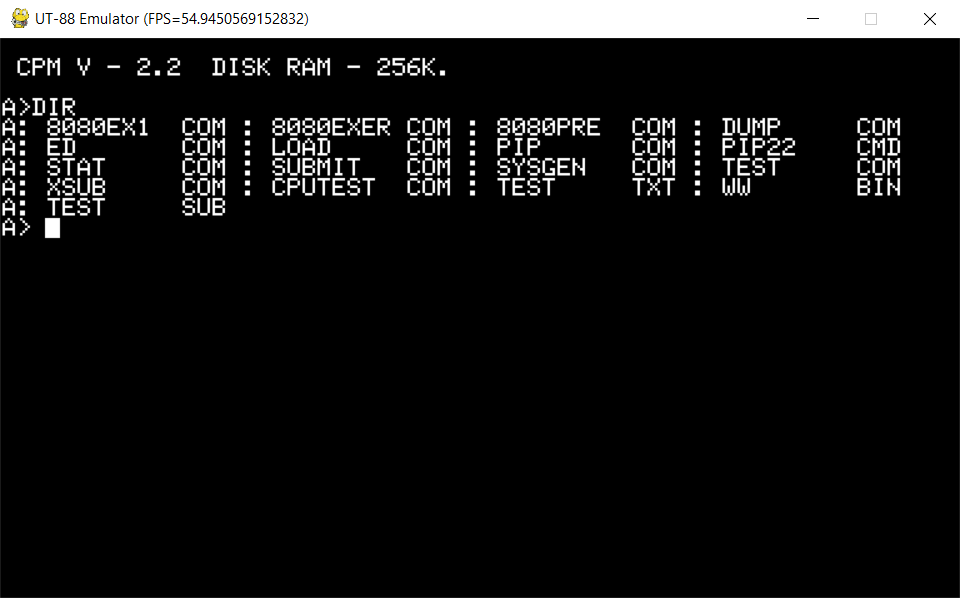 UT-88 Emulator (FPS=54.9450569152832)
CPM V - 2.2  DISK RAM - 256K.
A>DIR
A: 8080EX1  COM : 8080EXER COM : 8080PRE  COM : DUMP     COM
A: ED       COM : LOAD     COM : PIP      COM : PIP22    CMD
A: STAT     COM : SUBMIT   COM : SYSGEN   COM : TEST     COM
A: XSUB     COM : CPUTEST  COM : TEST     TXT : WW       BIN
A: TEST     SUB
A>